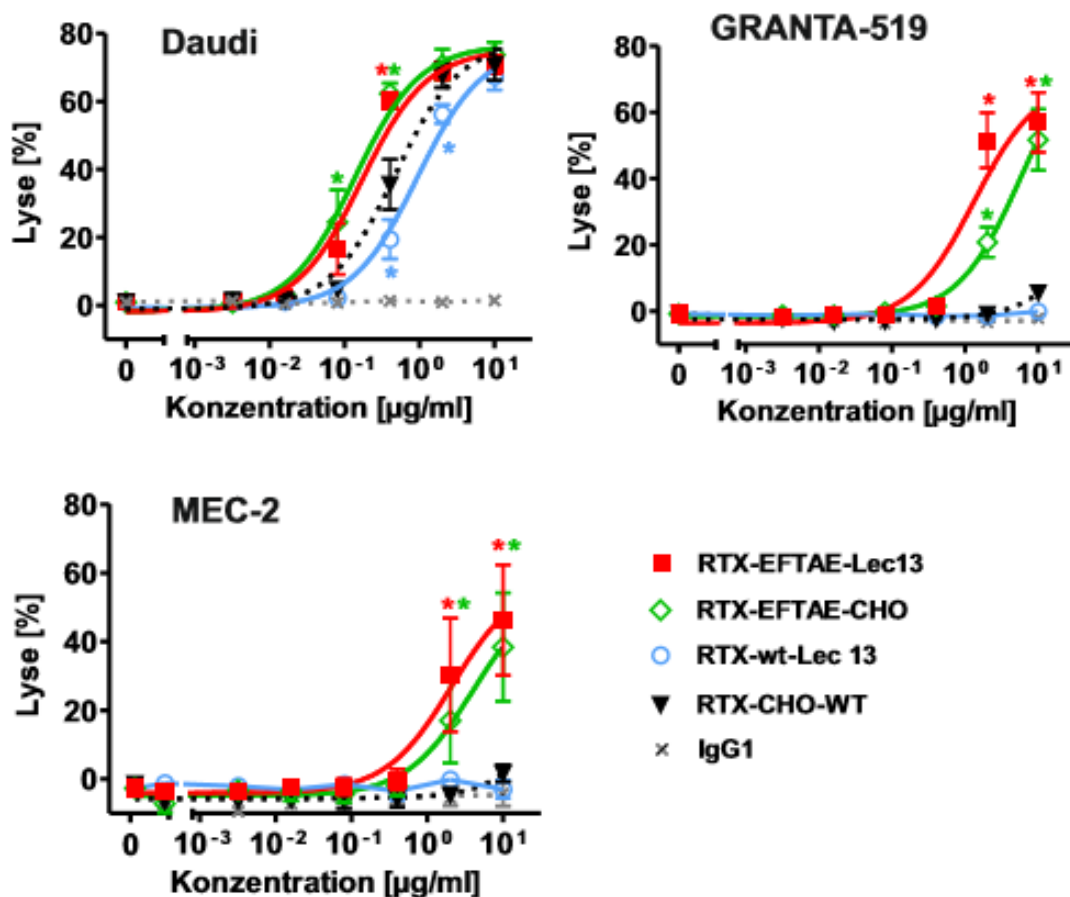 Daudi
Lyse [%]
80
60
40
20
0
0 10-3 10-2 10-1 100 101
Konzentration [µg/ml]
* * * * *
GRANTA-519
Lyse [%]
80
60
40
20
0
0 10-3 10-2 10-1 100 101
Konzentration [µg/ml]
* * * *
MEC-2
Lyse [%]
80
60
40
20
0
0 10-3 10-2 10-1 100 101
Konzentration [µg/ml]
* * * *
RTX-EFTAE-Lec13
RTX-EFTAE-CHO
RTX-wt-Lec 13
RTX-CHO-WT
IgG1